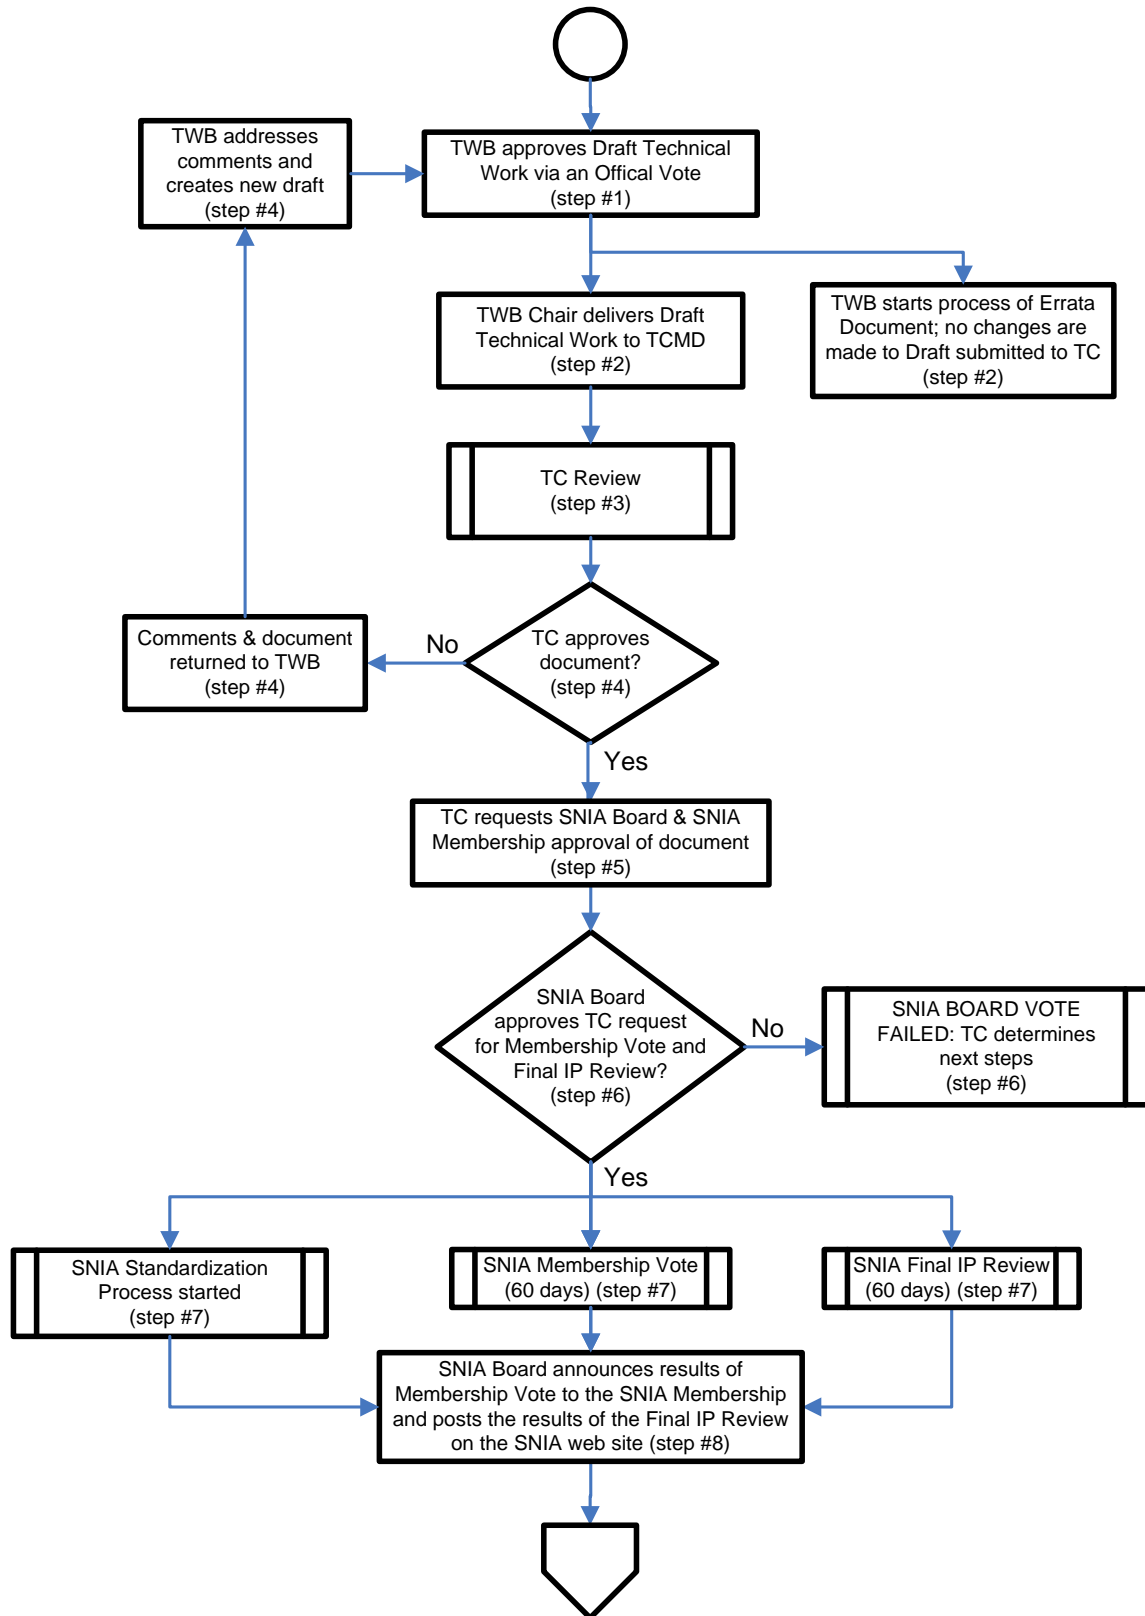 TWB addresses
comments and
creates new draft
(step #4)
TWB approves Draft Technical
Work via an Offical Vote
(step #1)
TWB Chair delivers Draft
Technical Work to TCMD
(step #2)
TWB starts process of Errata
Document; no changes are
made to Draft submitted to TC
(step #2)
TC Review
(step #3)
Comments & document
returned to TWB
(step #4)
No
TC approves
document?
(step #4)
Yes
TC requests SNIA Board & SNIA
Membership approval of document
(step #5)
SNIA Board
approves TC request
for Membership Vote and
Final IP Review?
(step #6)
No
SNIA BOARD VOTE
FAILED: TC determines
next steps
(step #6)
Yes
SNIA Standardization
Process started
(step #7)
SNIA Membership Vote
(60 days) (step #7)
SNIA Final IP Review
(60 days) (step #7)
SNIA Board announces results of
Membership Vote to the SNIA Membership
and posts the results of the Final IP Review
on the SNIA web site (step #8)